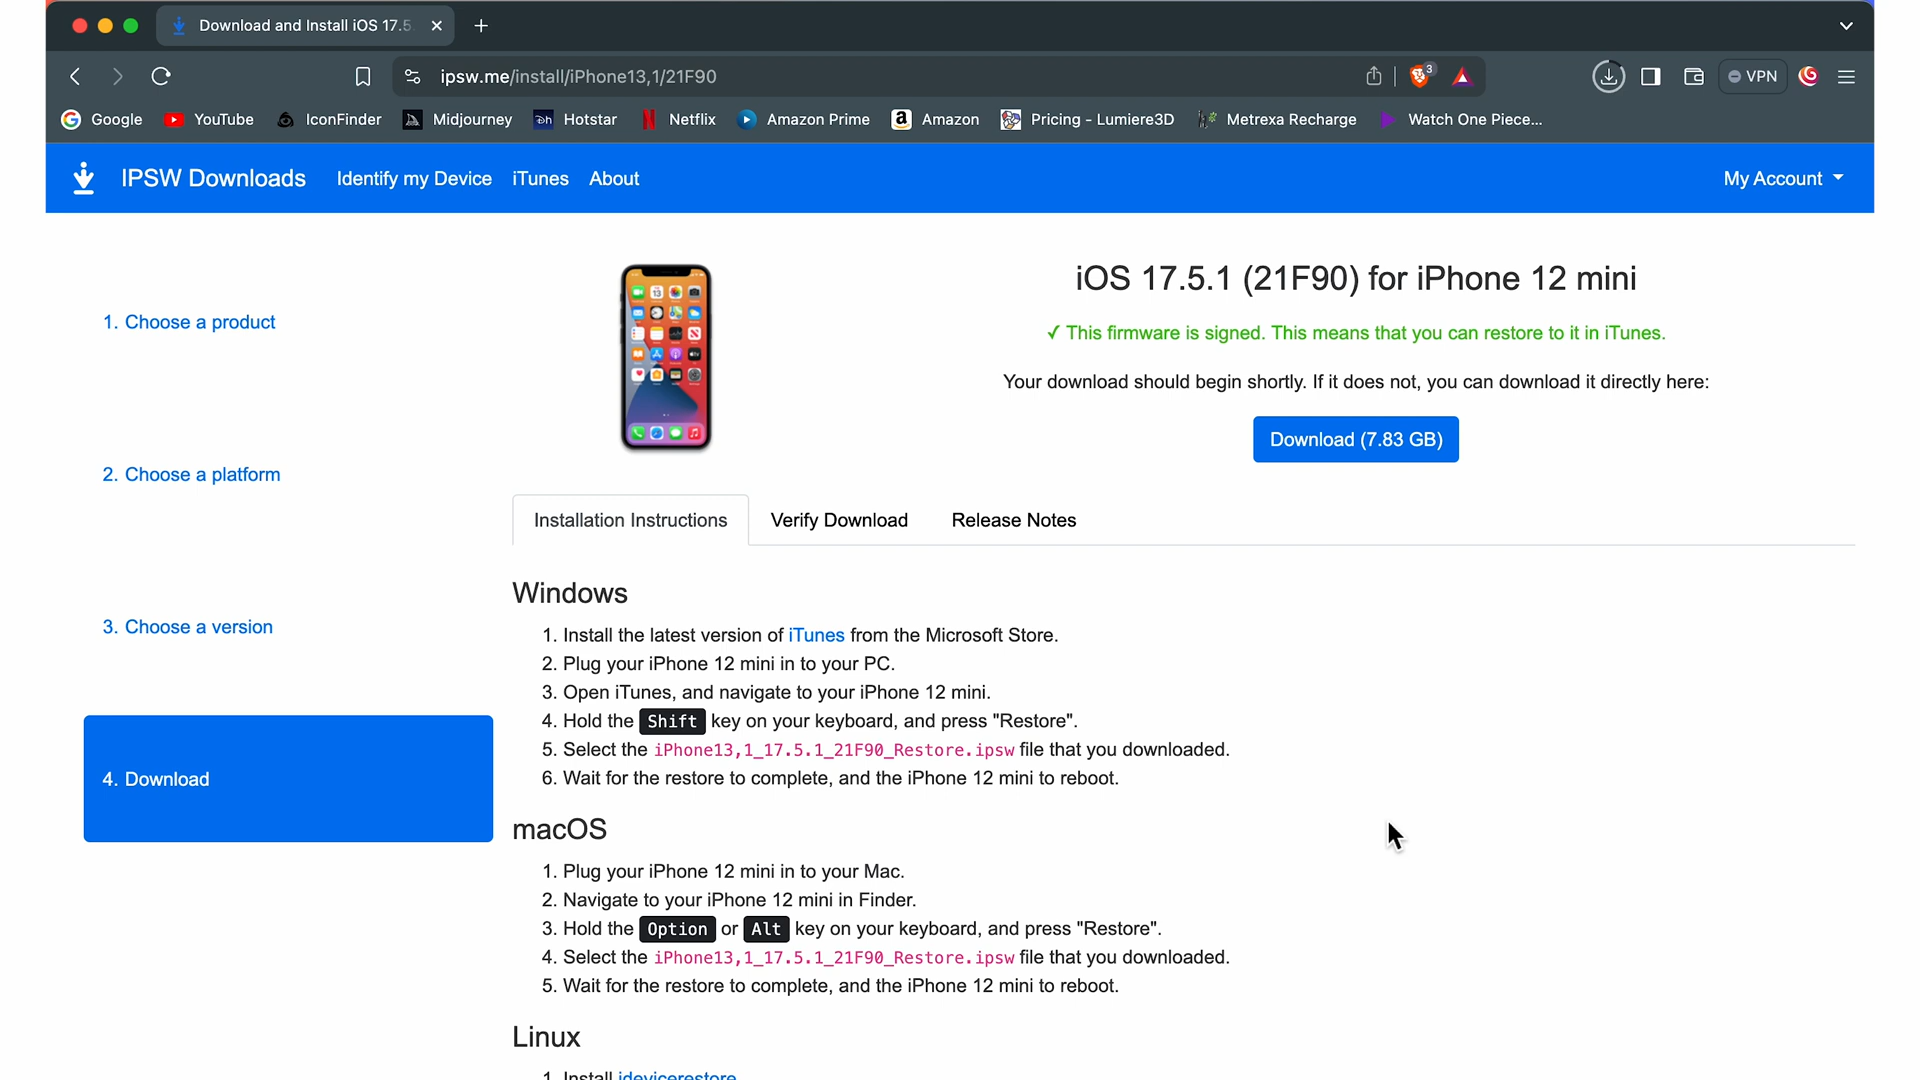 Download and Install iOS 17.5
ipsw.me/install/iPhone13,1/21F90
3
VPN
Google
YouTube
IconFinder
Midjourney
Hotstar
Netflix
Amazon Prime
Amazon
Pricing - Lumiere3D
Metrexa Recharge
Watch One Piece...
IPSW Downloads
Identify my Device
iTunes
About
My Account
1. Choose a product
2. Choose a platform
3. Choose a version
4. Download
iOS 17.5.1 (21F90) for iPhone 12 mini
✓ This firmware is signed. This means that you can restore to it in iTunes.
Your download should begin shortly. If it does not, you can download it directly here:
Download (7.83 GB)
Installation Instructions
Verify Download
Release Notes
Windows
1. Install the latest version of iTunes from the Microsoft Store.
2. Plug your iPhone 12 mini in to your PC.
3. Open iTunes, and navigate to your iPhone 12 mini.
4. Hold the Shift key on your keyboard, and press "Restore".
5. Select the iPhone13,1_17.5.1_21F90_Restore.ipsw file that you downloaded.
6. Wait for the restore to complete, and the iPhone 12 mini to reboot.
macOS
1. Plug your iPhone 12 mini in to your Mac.
2. Navigate to your iPhone 12 mini in Finder.
3. Hold the Option or Alt key on your keyboard, and press "Restore".
4. Select the iPhone13,1_17.5.1_21F90_Restore.ipsw file that you downloaded.
5. Wait for the restore to complete, and the iPhone 12 mini to reboot.
Linux
1. Install idevicerestore